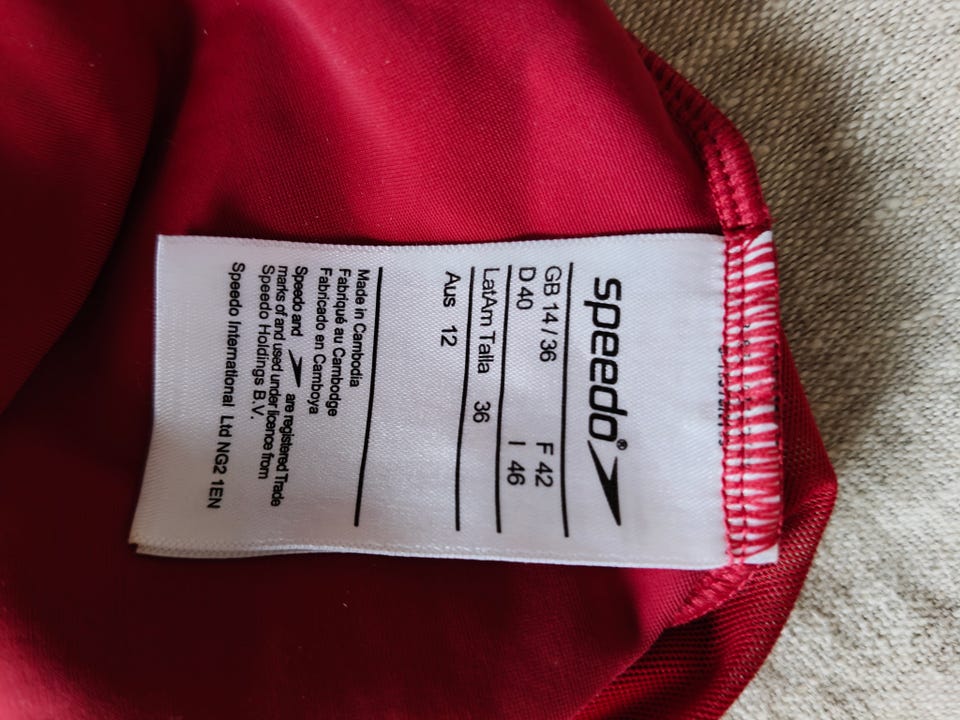 speedo®
GB 14 / 36 F 42
D 40 I 46
LatAm Talla 36
Aus 12
Made in Cambodia
Fabriqué au Cambodge
Fabricado en Camboya
Speedo and are registered Trade
marks of and used under licence from
Speedo Holdings B.V.
Speedo International Ltd NG2 1EN